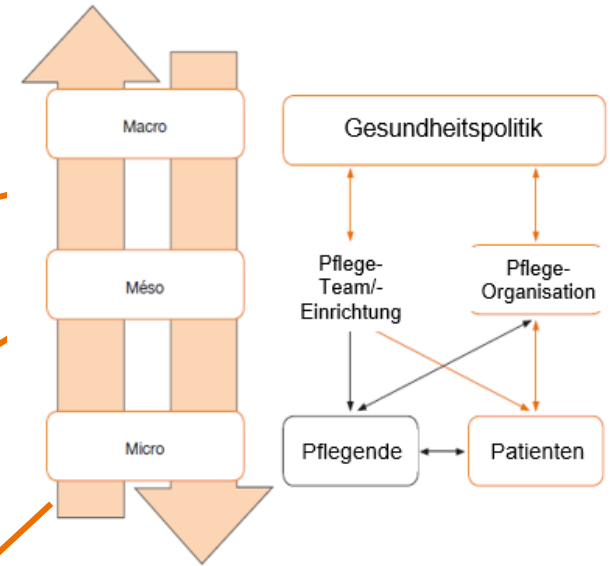 Macro
Gesundheitspolitik
Méso
Pflege-
Team/-
Einrichtung
Pflege-
Organisation
Micro
Pflegende
Patienten